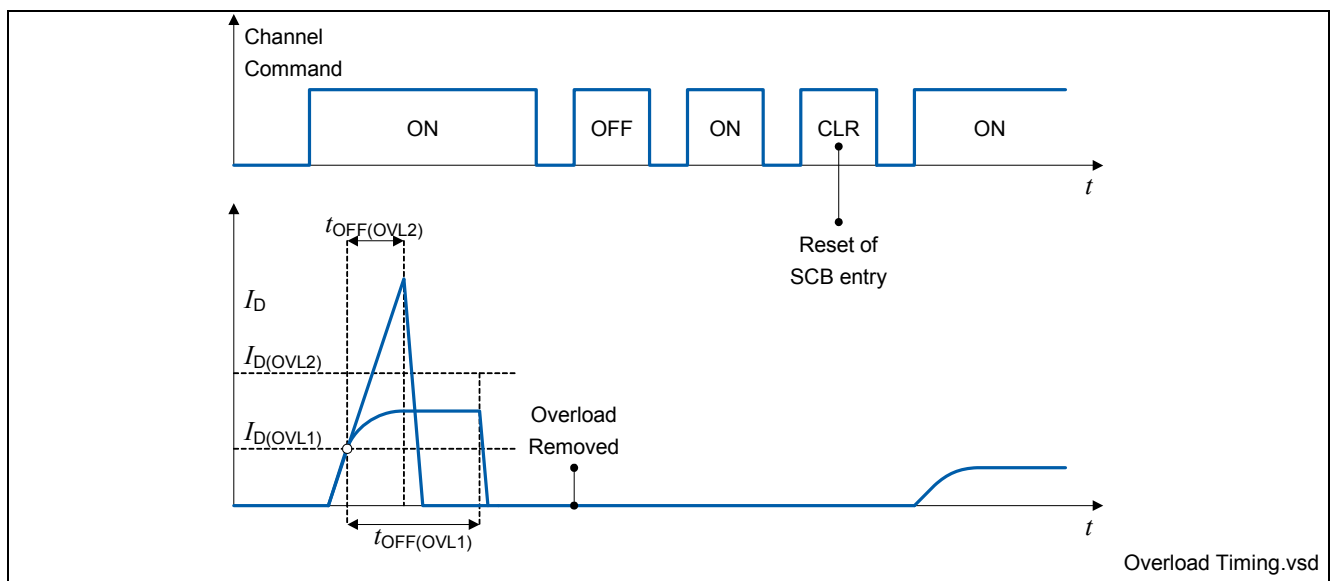 Channel
Command
ON
OFF
ON
CLR
ON
t
tOFF(OVL2)
Reset of
SCB entry
ID
ID(OVL2)
ID(OVL1)
Overload
Removed
tOFF(OVL1)
t
Overload Timing.vsd